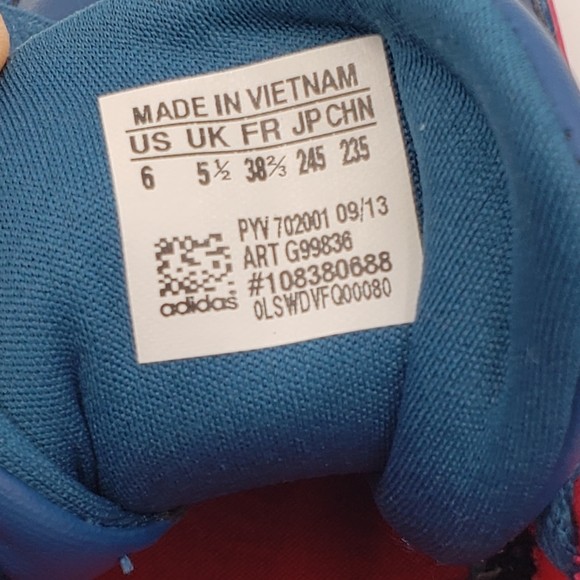 MADE IN VIETNAM
US UK FR JP CHN
6 5½ 38⅔ 245 235
PYV 702001 09/13
ART G99836
#108380688
adidas 0LSWDVFQ00080